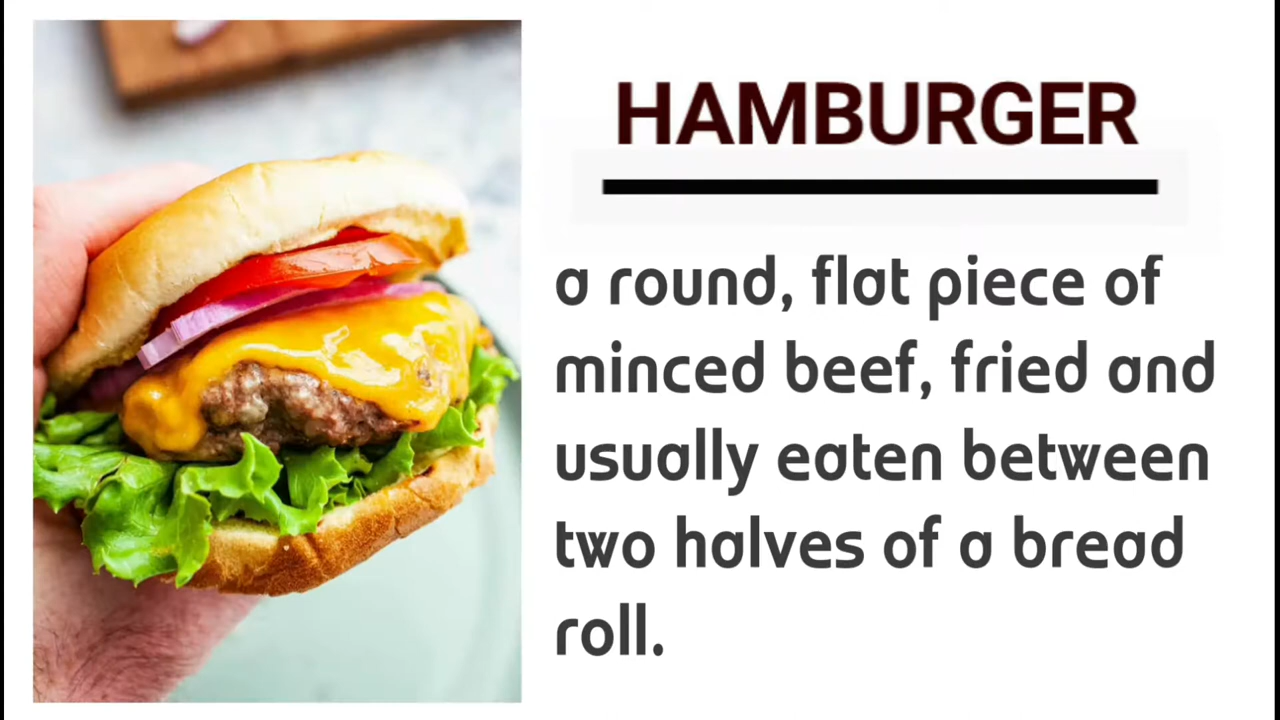 HAMBURGER
a round, flat piece of
minced beef, fried and
usually eaten between
two halves of a bread
roll.